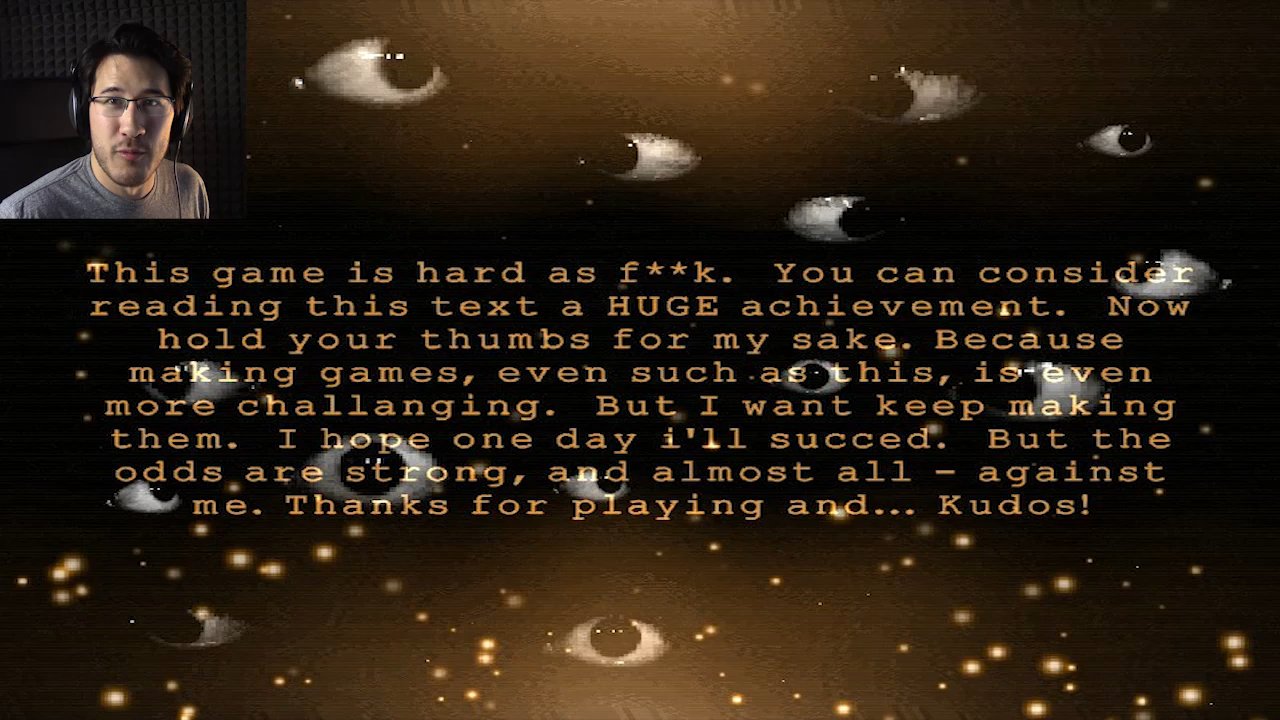 This game is hard as f**k.  You can consider
reading this text a HUGE achievement.  Now
hold your thumbs for my sake. Because
making games, even such as this, is even
more challanging.  But I want keep making
them.  I hope one day i'll succed.  But the
odds are strong, and almost all - against
me. Thanks for playing and... Kudos!